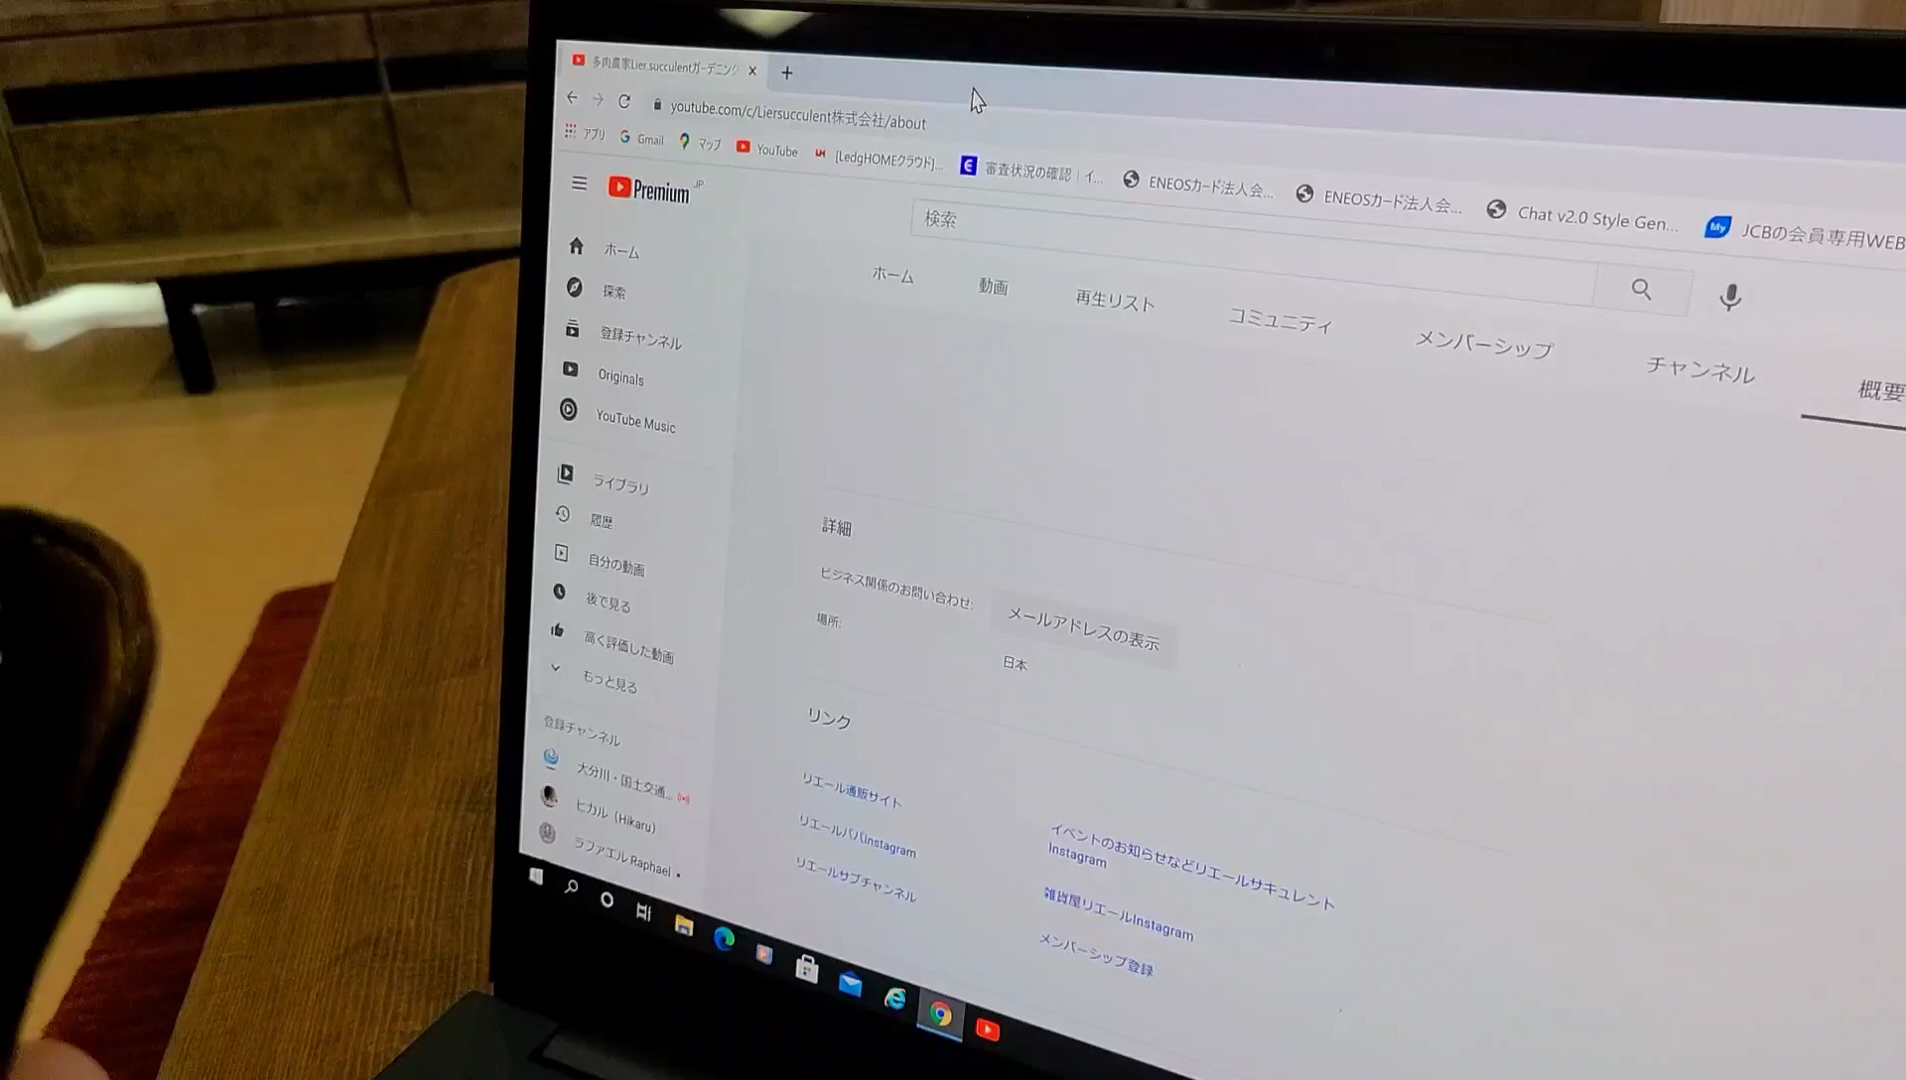 多肉農家Lier.succulentガーデニング
youtube.com/c/Liersucculent株式会社/about
アプリ
Gmail
マップ
YouTube
[LedgHOMEクラウド]...
審査状況の確認 | イ...
ENEOSカード法人会...
ENEOSカード法人会...
Chat v2.0 Style Gen...
JCBの会員専用WEB
Premium JP
検索
ホーム
動画
再生リスト
コミュニティ
メンバーシップ
チャンネル
概要
ホーム
探索
登録チャンネル
Originals
YouTube Music
ライブラリ
履歴
自分の動画
後で見る
高く評価した動画
もっと見る
登録チャンネル
大分川・国土交通...
ヒカル（Hikaru）
ラファエル Raphael
詳細
ビジネス関係のお問い合わせ:
メールアドレスの表示
場所:
日本
リンク
リエール通販サイト
イベントのお知らせなどリエールサキュレント
Instagram
リエールパパInstagram
雑貨屋リエールInstagram
リエールサブチャンネル
メンバーシップ登録